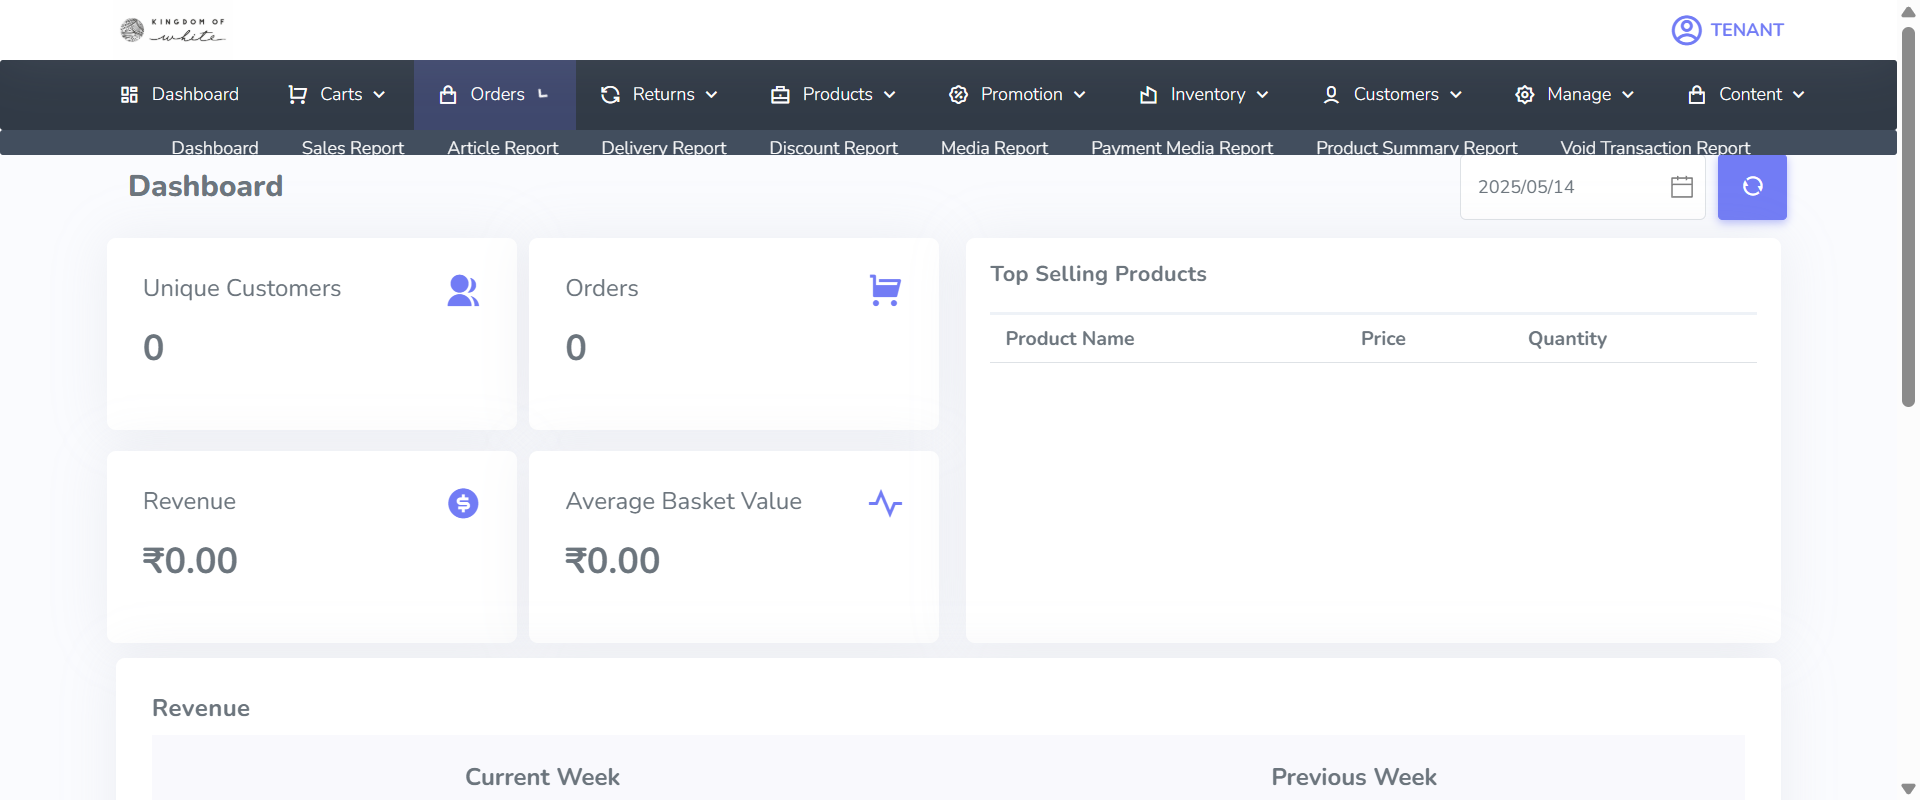 KINGDOM OF
white
TENANT
Dashboard Carts Orders Returns Products Promotion Inventory Customers Manage Content
Dashboard Sales Report Article Report Delivery Report Discount Report Media Report Payment Media Report Product Summary Report Void Transaction Report
Dashboard
2025/05/14
Unique Customers
0
Orders
0
Revenue
₹0.00
Average Basket Value
₹0.00
Top Selling Products
Product Name Price Quantity
Revenue
Current Week Previous Week